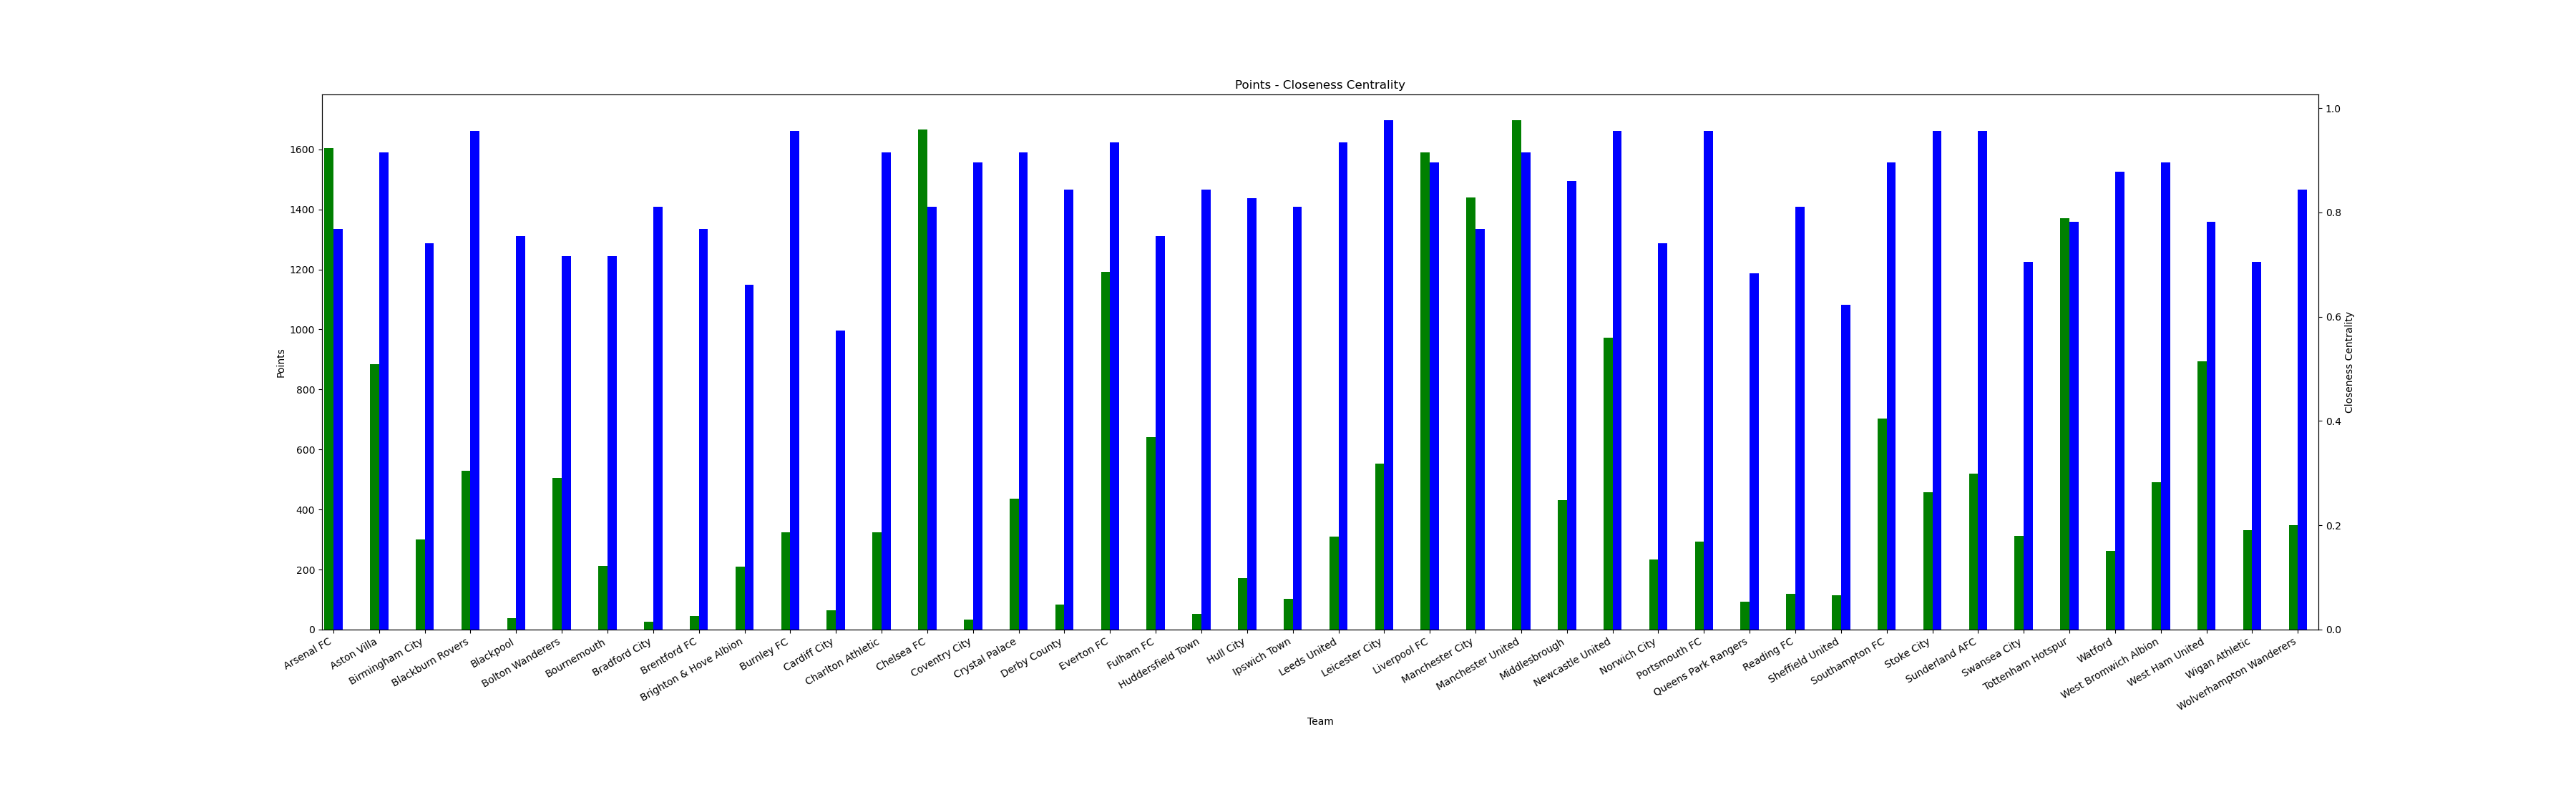 Points - Closeness Centrality
1600
1400
1200
1000
800
600
400
200
0
Points
1.0
0.8
0.6
0.4
0.2
0.0
Closeness Centrality
Arsenal FC
Aston Villa
Birmingham City
Blackburn Rovers
Blackpool
Bolton Wanderers
Bournemouth
Bradford City
Brentford FC
Brighton & Hove Albion
Burnley FC
Cardiff City
Charlton Athletic
Chelsea FC
Coventry City
Crystal Palace
Derby County
Everton FC
Fulham FC
Huddersfield Town
Hull City
Ipswich Town
Leeds United
Leicester City
Liverpool FC
Manchester City
Manchester United
Middlesbrough
Newcastle United
Norwich City
Portsmouth FC
Queens Park Rangers
Reading FC
Sheffield United
Southampton FC
Stoke City
Sunderland AFC
Swansea City
Tottenham Hotspur
Watford
West Bromwich Albion
West Ham United
Wigan Athletic
Wolverhampton Wanderers
Team